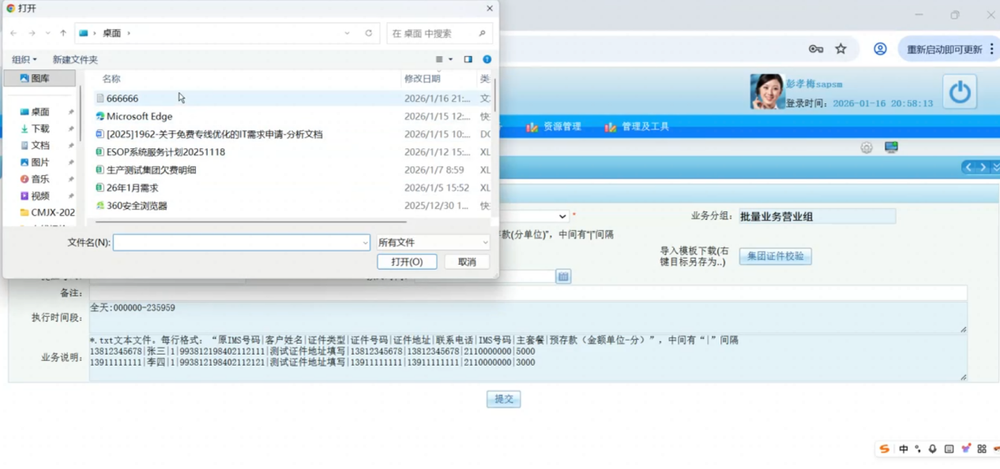 打开
桌面
在 桌面 中搜索
组织
新建文件夹
重新启动即可更新
图库
桌面
下载
文档
图片
音乐
视频
CMJX-202
名称
修改日期
类
666666
2026/1/16 21:...
文
Microsoft Edge
2026/1/15 12:...
快
[2025]1962-关于免费专线优化的IT需求申请-分析文档
2026/1/15 10:...
DC
ESOP系统服务计划20251118
2026/1/12 15:...
XL
生产测试集团欠费明细
2026/1/7 8:59
XL
26年1月需求
2026/1/5 15:52
XL
360安全浏览器
2025/12/30 1...
快
文件名(N):
所有文件
打开(O)
取消
彭孝梅sapsm
登录时间: 2026-01-16 20:58:13
资源管理
管理及工具
* 业务分组: 批量业务营业组
款(分单位)”, 中间有“|”间隔
导入模板下载(右
键目标另存为..)
集团证件校验
备注:
执行时间段:
全天:000000-235959
业务说明:
*.txt文本文件, 每行格式: “原IMS号码|客户姓名|证件类型|证件号码|证件地址|联系电话|IMS号码|主套餐|预存款(金额单位-分)”, 中间有“|”间隔
13812345678|张三|1|993812198402112111|测试证件地址填写|13812345678|13812345678|2110000000|5000
13911111111|李四|1|993812198402112121|测试证件地址填写|13911111111|13911111111|2110000000|3000
提交
中